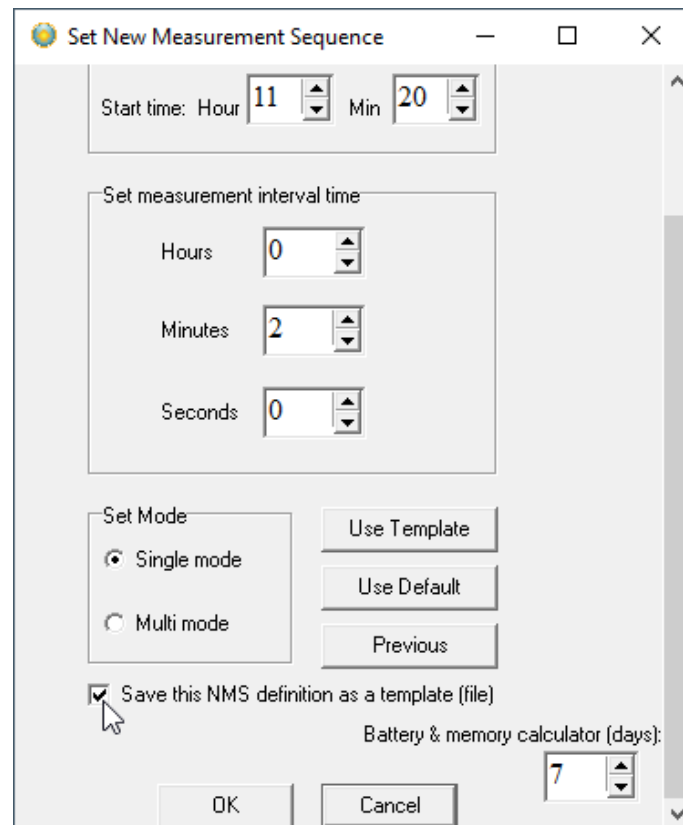 Set New Measurement Sequence
Start time: Hour 11 Min 20
Set measurement interval time
Hours 0
Minutes 2
Seconds 0
Set Mode
Single mode
Multi mode
Use Template
Use Default
Previous
Save this NMS definition as a template (file)
Battery & memory calculator (days):
7
OK Cancel